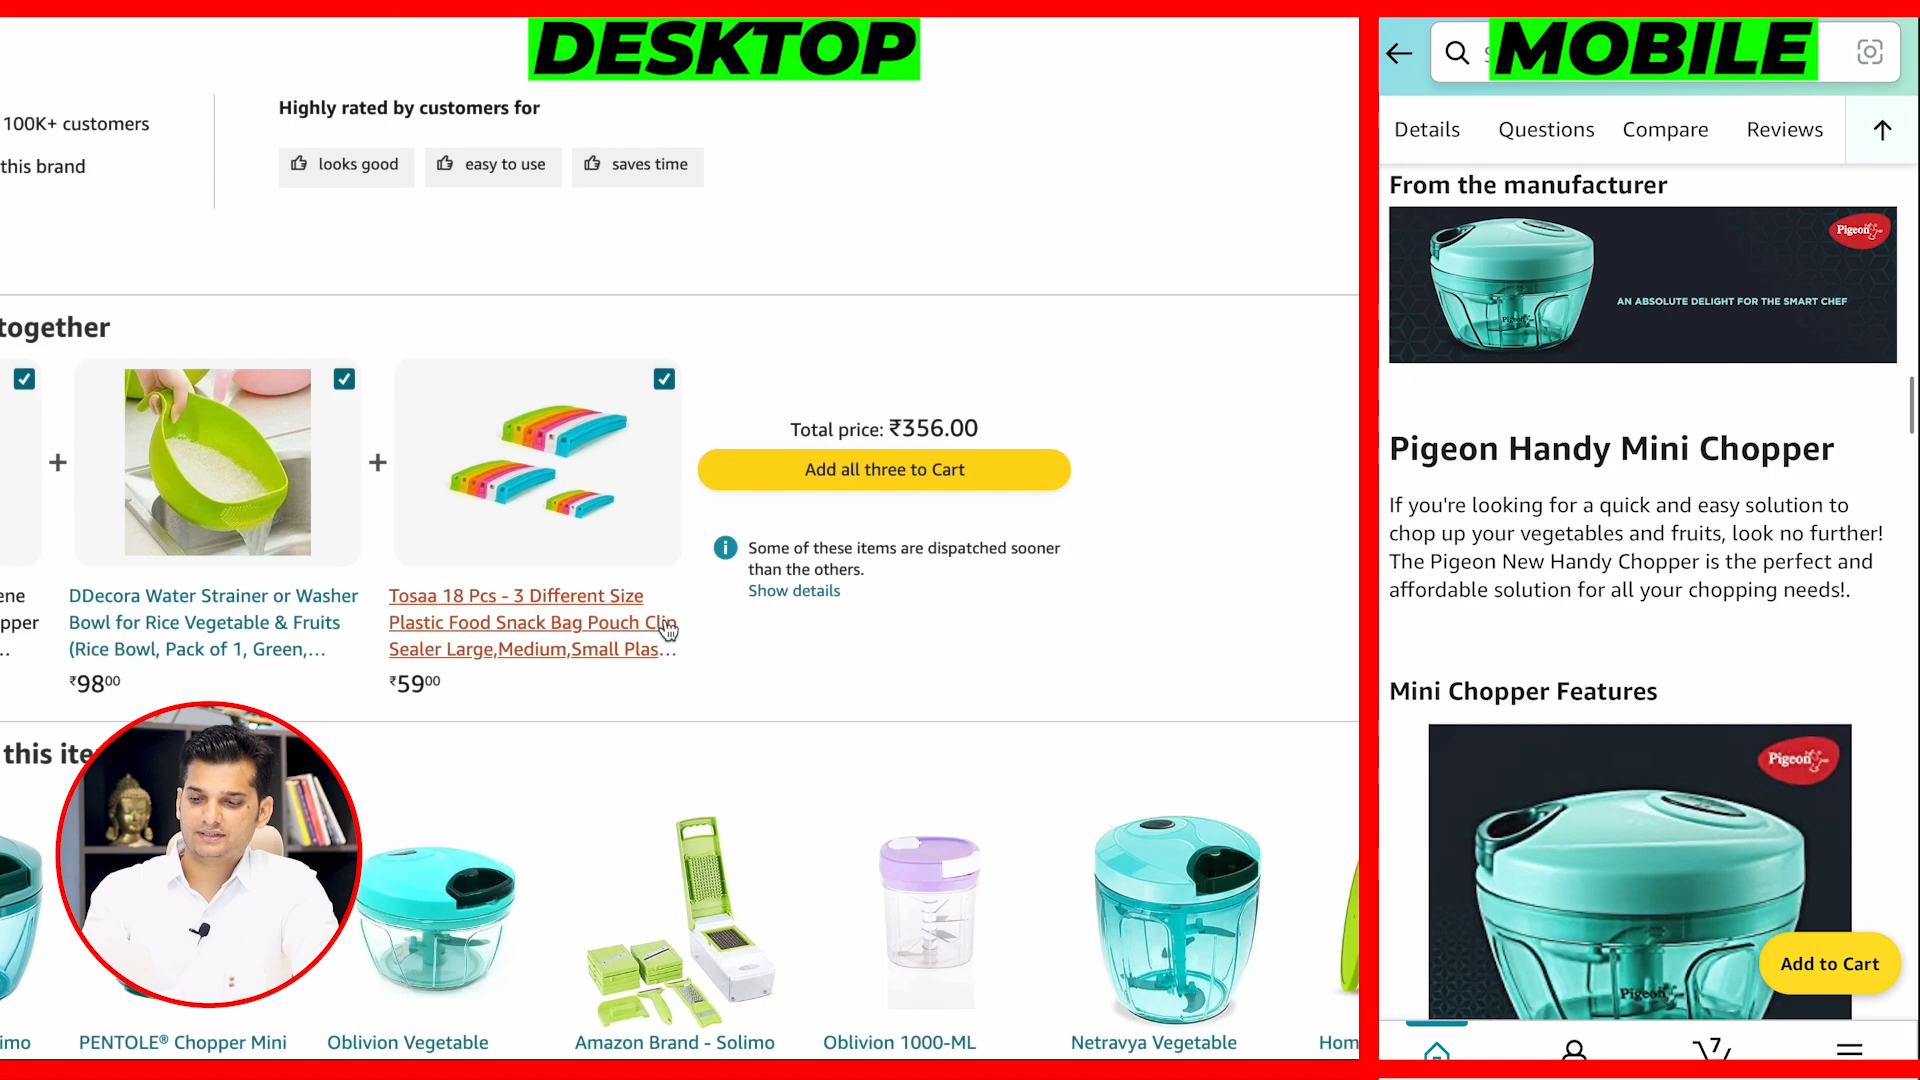 DESKTOP
100K+ customers
this brand
Highly rated by customers for
looks good
easy to use
saves time
together
+
+
ene
pper
..
DDecora Water Strainer or Washer
Bowl for Rice Vegetable & Fruits
(Rice Bowl, Pack of 1, Green,...
₹98⁰⁰
Tosaa 18 Pcs - 3 Different Size
Plastic Food Snack Bag Pouch Clip
Sealer Large,Medium,Small Plas...
₹59⁰⁰
Total price: ₹356.00
Add all three to Cart
Some of these items are dispatched sooner
than the others.
Show details
this ite
imo
PENTOLE® Chopper Mini
Oblivion Vegetable
Amazon Brand - Solimo
Oblivion 1000-ML
Netravya Vegetable
Hom
MOBILE
Details
Questions
Compare
Reviews
From the manufacturer
Pigeon
AN ABSOLUTE DELIGHT FOR THE SMART CHEF
Pigeon
Pigeon Handy Mini Chopper
If you're looking for a quick and easy solution to
chop up your vegetables and fruits, look no further!
The Pigeon New Handy Chopper is the perfect and
affordable solution for all your chopping needs!.
Mini Chopper Features
Pigeon
Pigeon
Add to Cart
7